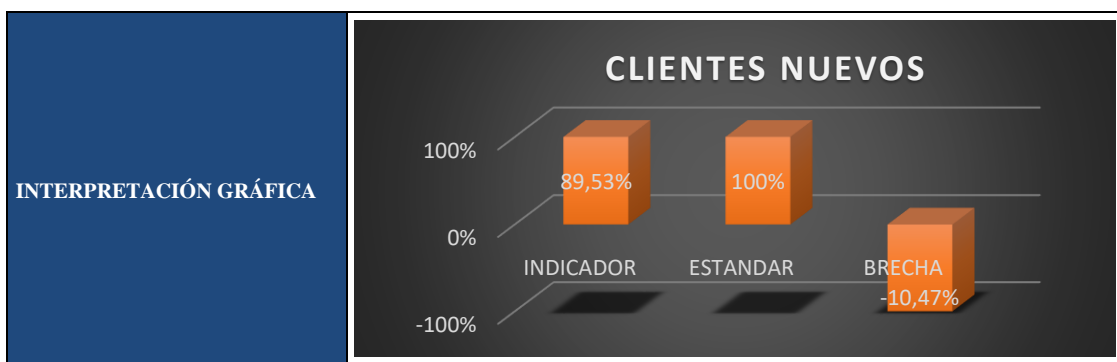 INTERPRETACIÓN GRÁFICA
CLIENTES NUEVOS
100%
0%
-100%
89,53%
100%
-10,47%
INDICADOR
ESTANDAR
BRECHA